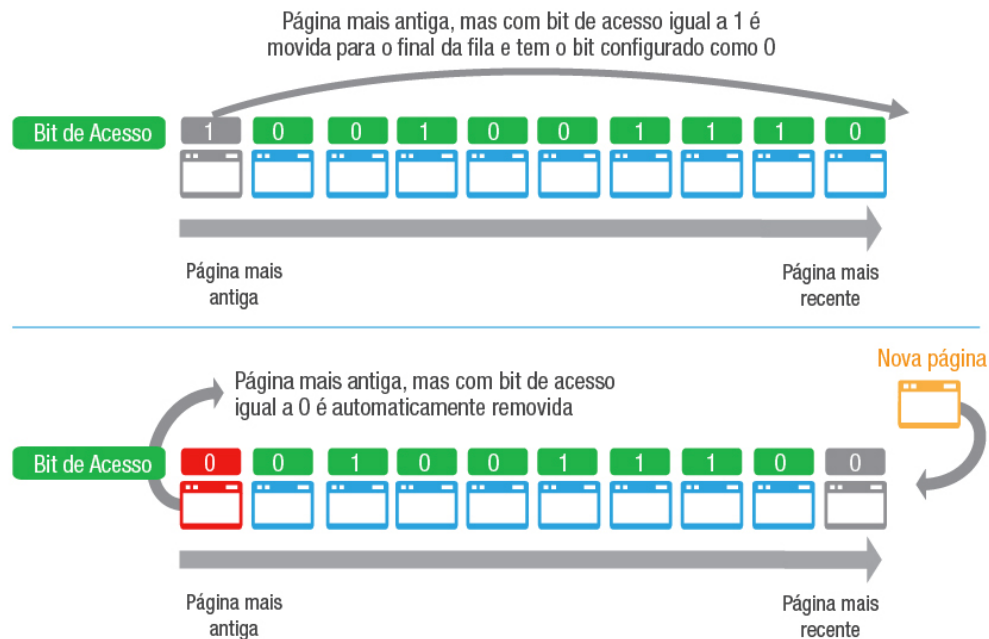 Página mais antiga, mas com bit de acesso igual a 1 é
movida para o final da fila e tem o bit configurado como 0
Bit de Acesso 1 0 0 1 0 0 1 1 1 0
Página mais
antiga
Página mais
recente
Nova página
Página mais antiga, mas com bit de acesso
igual a 0 é automaticamente removida
Bit de Acesso 0 0 1 0 0 1 1 1 0 0
Página mais
antiga
Página mais
recente